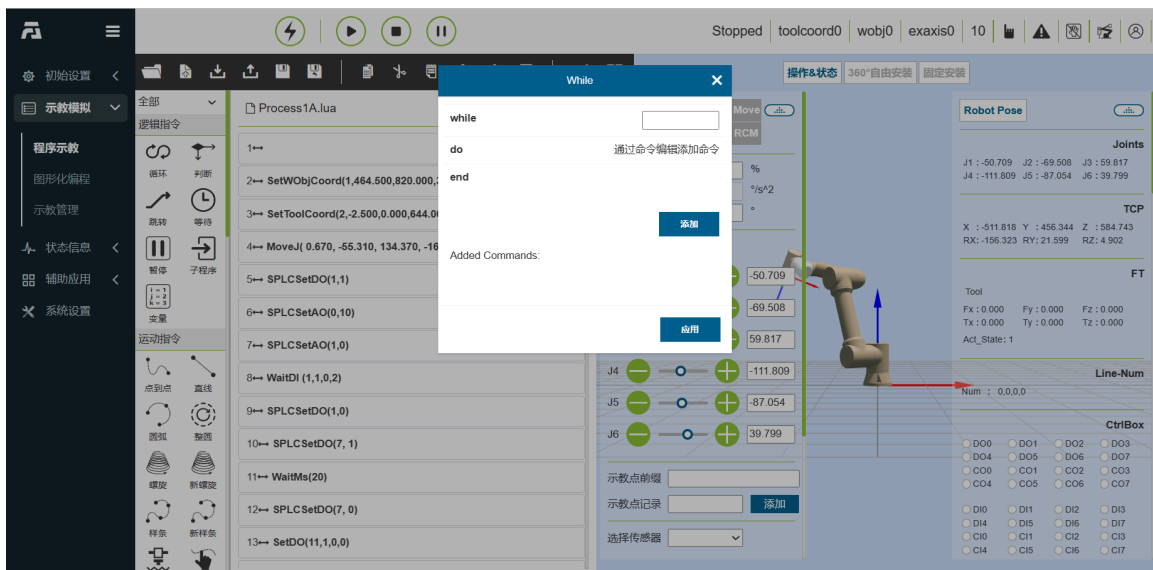 Stopped toolcoord0 wobj0 exaxis0 10
初始设置
示教模拟
程序示教
图形化编程
示教管理
状态信息
辅助应用
系统设置
全部
逻辑指令
循环 判断
跳转 等待
暂停 子程序
变量
运动指令
点到点 直线
圆弧 整圆
螺旋 新螺旋
样条 新样条
Process1A.lua
1
2 SetWObjCoord(1,464.500,820.000,
3 SetToolCoord(2,-2.500,0.000,644.0
4 MoveJ( 0.670, -55.310, 134.370, -16
5 SPLCSetDO(1,1)
6 SPLCSetAO(0,10)
7 SPLCSetAO(1,0)
8 WaitDI (1,1,0,2)
9 SPLCSetDO(1,0)
10 SPLCSetDO(7, 1)
11 WaitMs(20)
12 SPLCSetDO(7, 0)
13 SetDO(11,1,0,0)
While
while
do 通过命令编辑添加命令
end
添加
Added Commands:
应用
Move
RCM
%
°/s^2
°
-50.709
-69.508
59.817
J4 -111.809
J5 -87.054
J6 39.799
示教点前缀
示教点记录 添加
选择传感器
操作&状态 360°自由安装 固定安装
Robot Pose
Joints
J1 : -50.709 J2 : -69.508 J3 : 59.817
J4 : -111.809 J5 : -87.054 J6 : 39.799
TCP
X : -511.818 Y : 456.344 Z : 584.743
RX: -156.323 RY: 21.599 RZ: 4.902
FT
Tool
Fx : 0.000 Fy : 0.000 Fz : 0.000
Tx : 0.000 Ty : 0.000 Tz : 0.000
Act_State: 1
Line-Num
Num : 0,0,0,0
CtrlBox
DO0 DO1 DO2 DO3
DO4 DO5 DO6 DO7
CO0 CO1 CO2 CO3
CO4 CO5 CO6 CO7
DI0 DI1 DI2 DI3
DI4 DI5 DI6 DI7
CI0 CI1 CI2 CI3
CI4 CI5 CI6 CI7